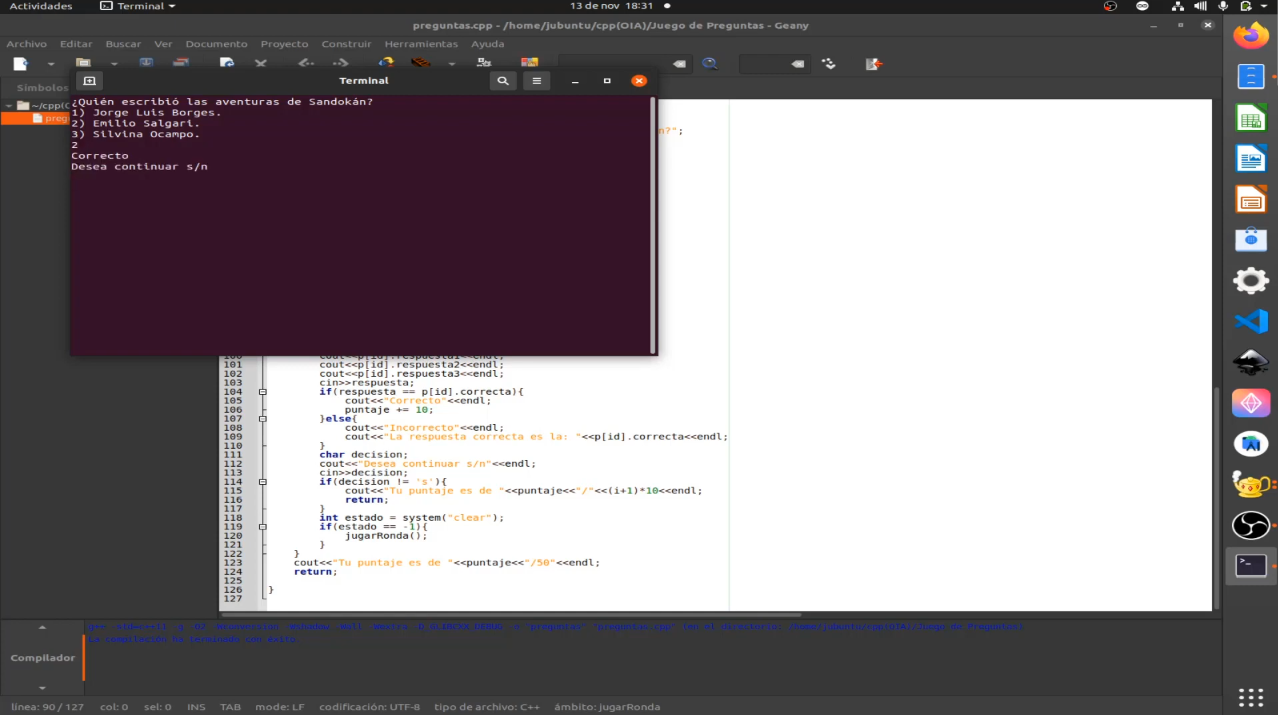 Actividades Terminal 13 de nov 18:31
preguntas.cpp - /home/jubuntu/cpp(OIA)/Juego de Preguntas - Geany
Archivo Editar Buscar Ver Documento Proyecto Construir Herramientas Ayuda
Terminal
Símbolos
¿Quién escribió las aventuras de Sandokán?
1) Jorge Luis Borges.
2) Emilio Salgari.
3) Silvina Ocampo.
2
Correcto
Desea continuar s/n
~/cpp(O
preg
n?";
100 cout<<p[id].respuesta1<<endl;
101 cout<<p[id].respuesta2<<endl;
102 cout<<p[id].respuesta3<<endl;
103 cin>>respuesta;
104 if(respuesta == p[id].correcta){
105 cout<<"Correcto"<<endl;
106 puntaje += 10;
107 }else{
108 cout<<"Incorrecto"<<endl;
109 cout<<"La respuesta correcta es la: "<<p[id].correcta<<endl;
110 }
111 char decision;
112 cout<<"Desea continuar s/n"<<endl;
113 cin>>decision;
114 if(decision != 's'){
115 cout<<"Tu puntaje es de "<<puntaje<<"/"<<(i+1)*10<<endl;
116 return;
117 }
118 int estado = system("clear");
119 if(estado == -1){
120 jugarRonda();
121 }
122 }
123 cout<<"Tu puntaje es de "<<puntaje<<"/50"<<endl;
124 return;
125
126 }
127
La compilación ha terminado con éxito.
Compilador
línea: 90 / 127 col: 0 sel: 0 INS TAB mode: LF codificación: UTF-8 tipo de archivo: C++ ámbito: jugarRonda